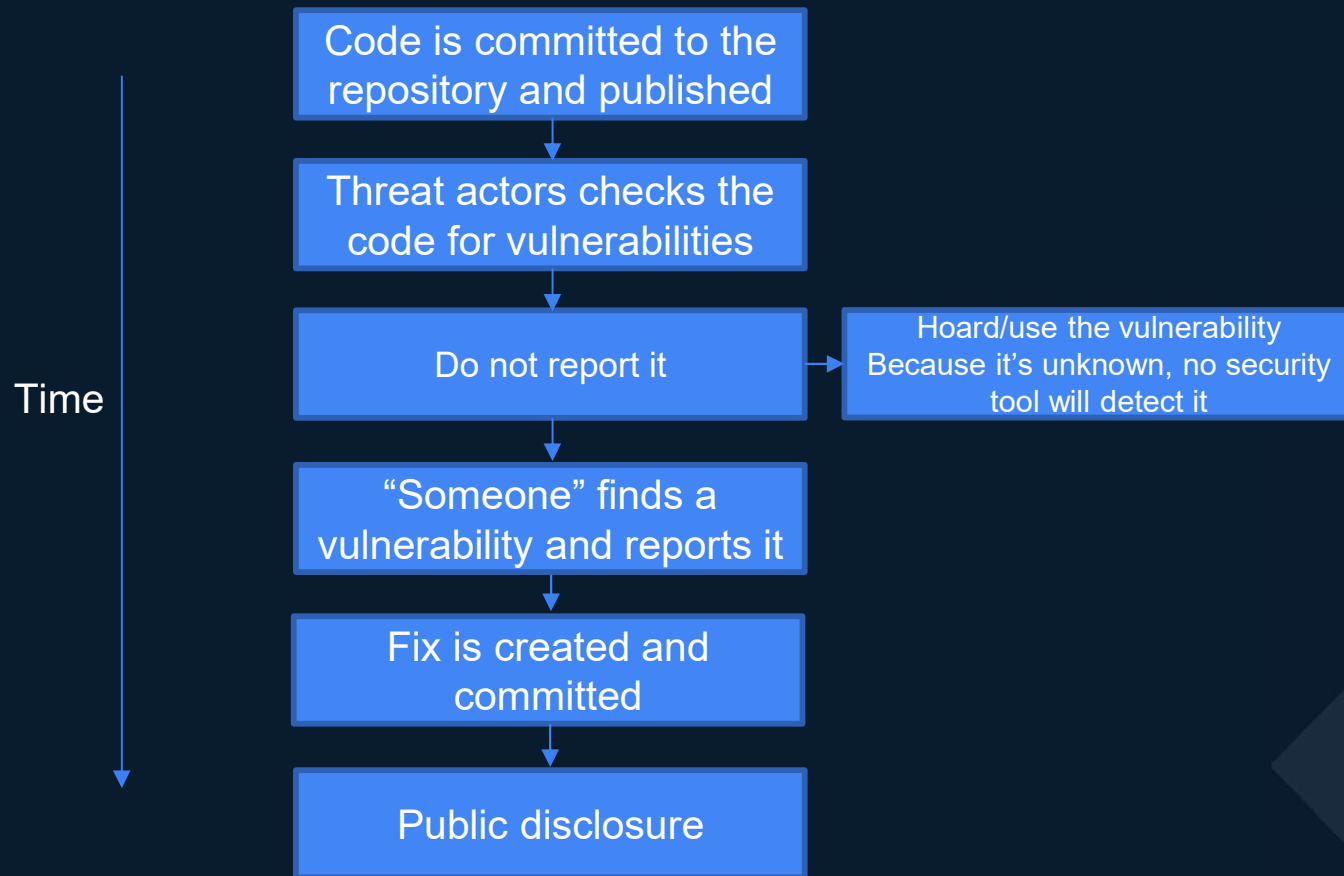 Code is committed to the
repository and published
Threat actors checks the
code for vulnerabilities
Do not report it
Hoard/use the vulnerability
Because it’s unknown, no security
tool will detect it
Time
“Someone” finds a
vulnerability and reports it
Fix is created and
committed
Public disclosure